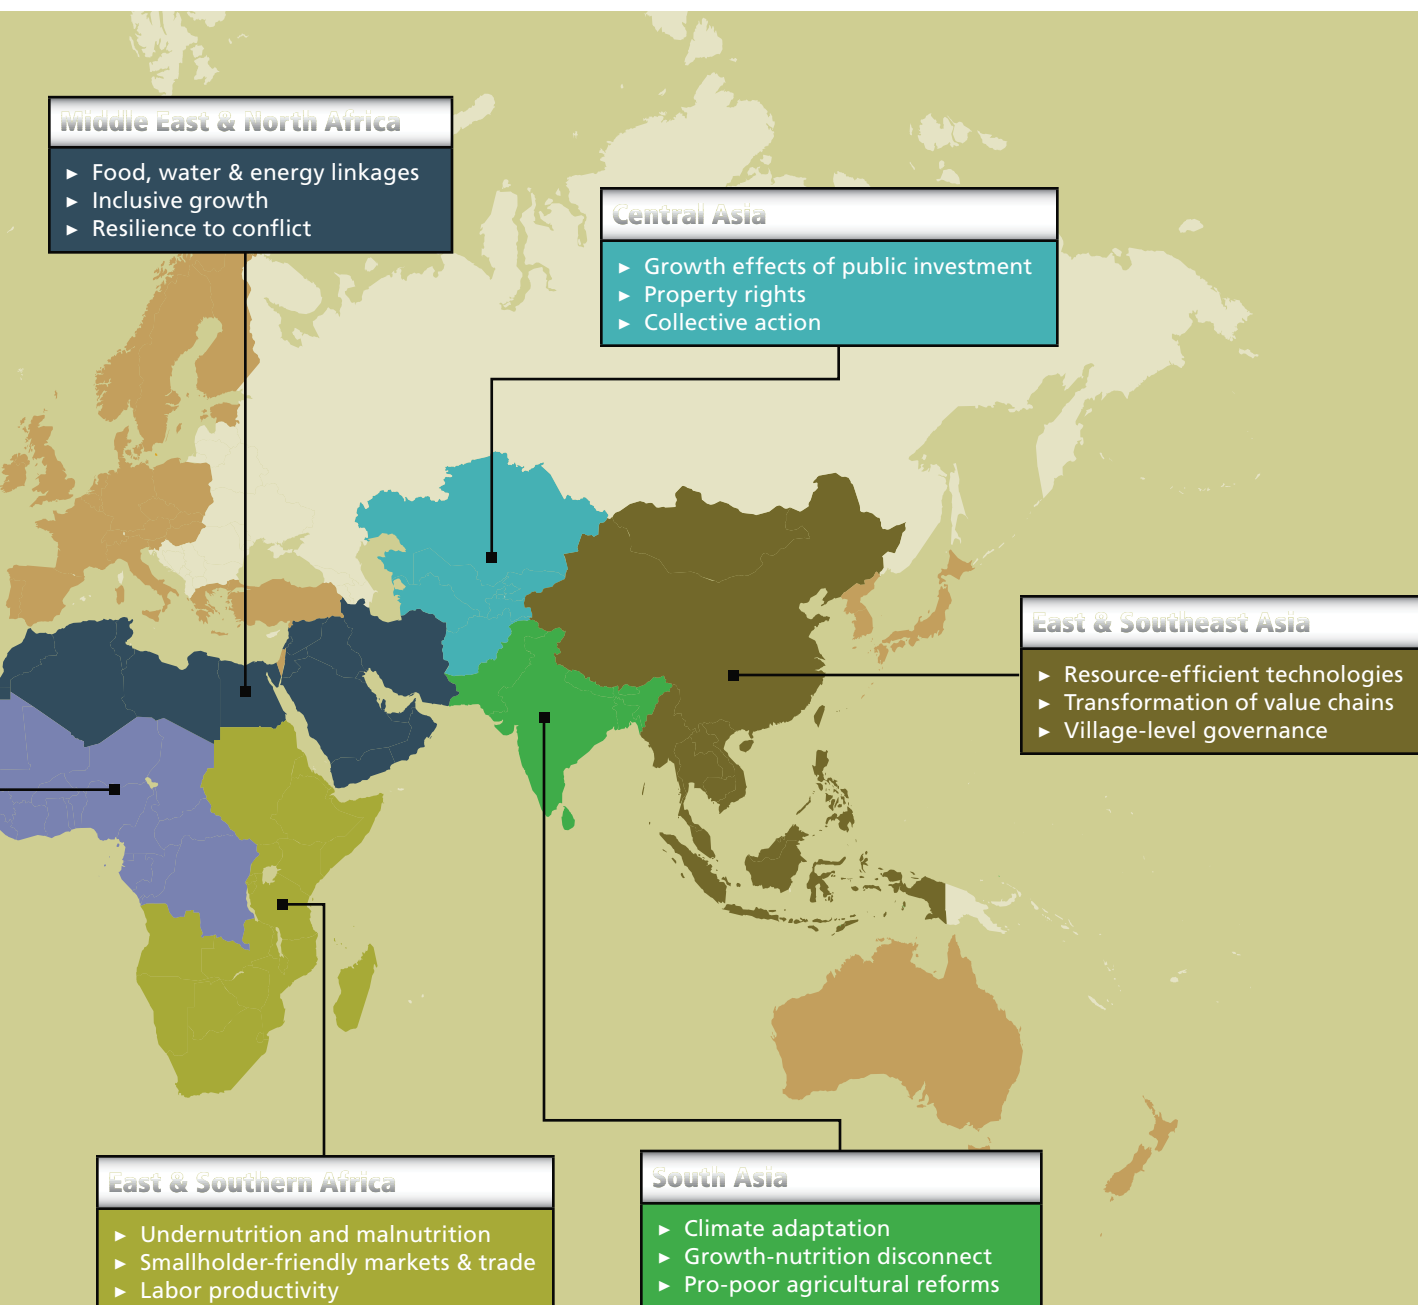 Middle East & North Africa
► Food, water & energy linkages
► Inclusive growth
► Resilience to conflict
Central Asia
► Growth effects of public investment
► Property rights
► Collective action
East & Southeast Asia
► Resource-efficient technologies
► Transformation of value chains
► Village-level governance
East & Southern Africa
► Undernutrition and malnutrition
► Smallholder-friendly markets & trade
► Labor productivity
South Asia
► Climate adaptation
► Growth-nutrition disconnect
► Pro-poor agricultural reforms